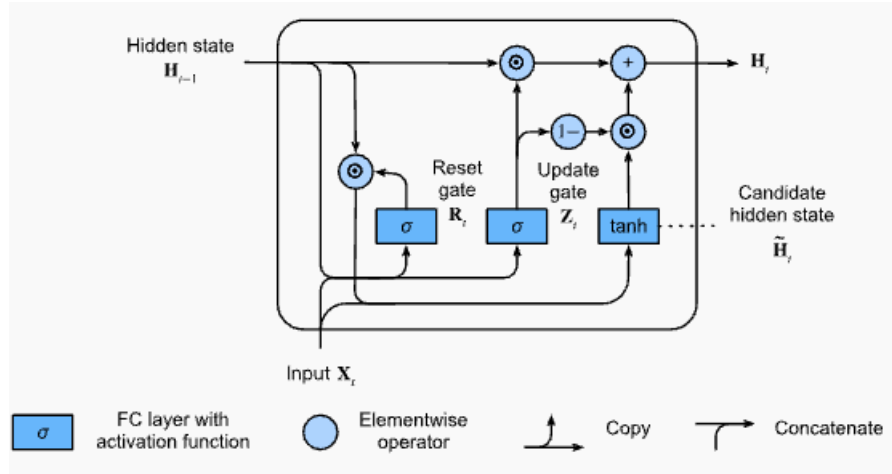 Hidden state
H_{t−1}
⊙
+
H_t
1−
⊙
⊙
Reset
gate
R_t
Update
gate
Z_t
σ
σ
tanh
Candidate
hidden state
H̃_t
Input X_t
σ
FC layer with
activation function
Elementwise
operator
Copy
Concatenate